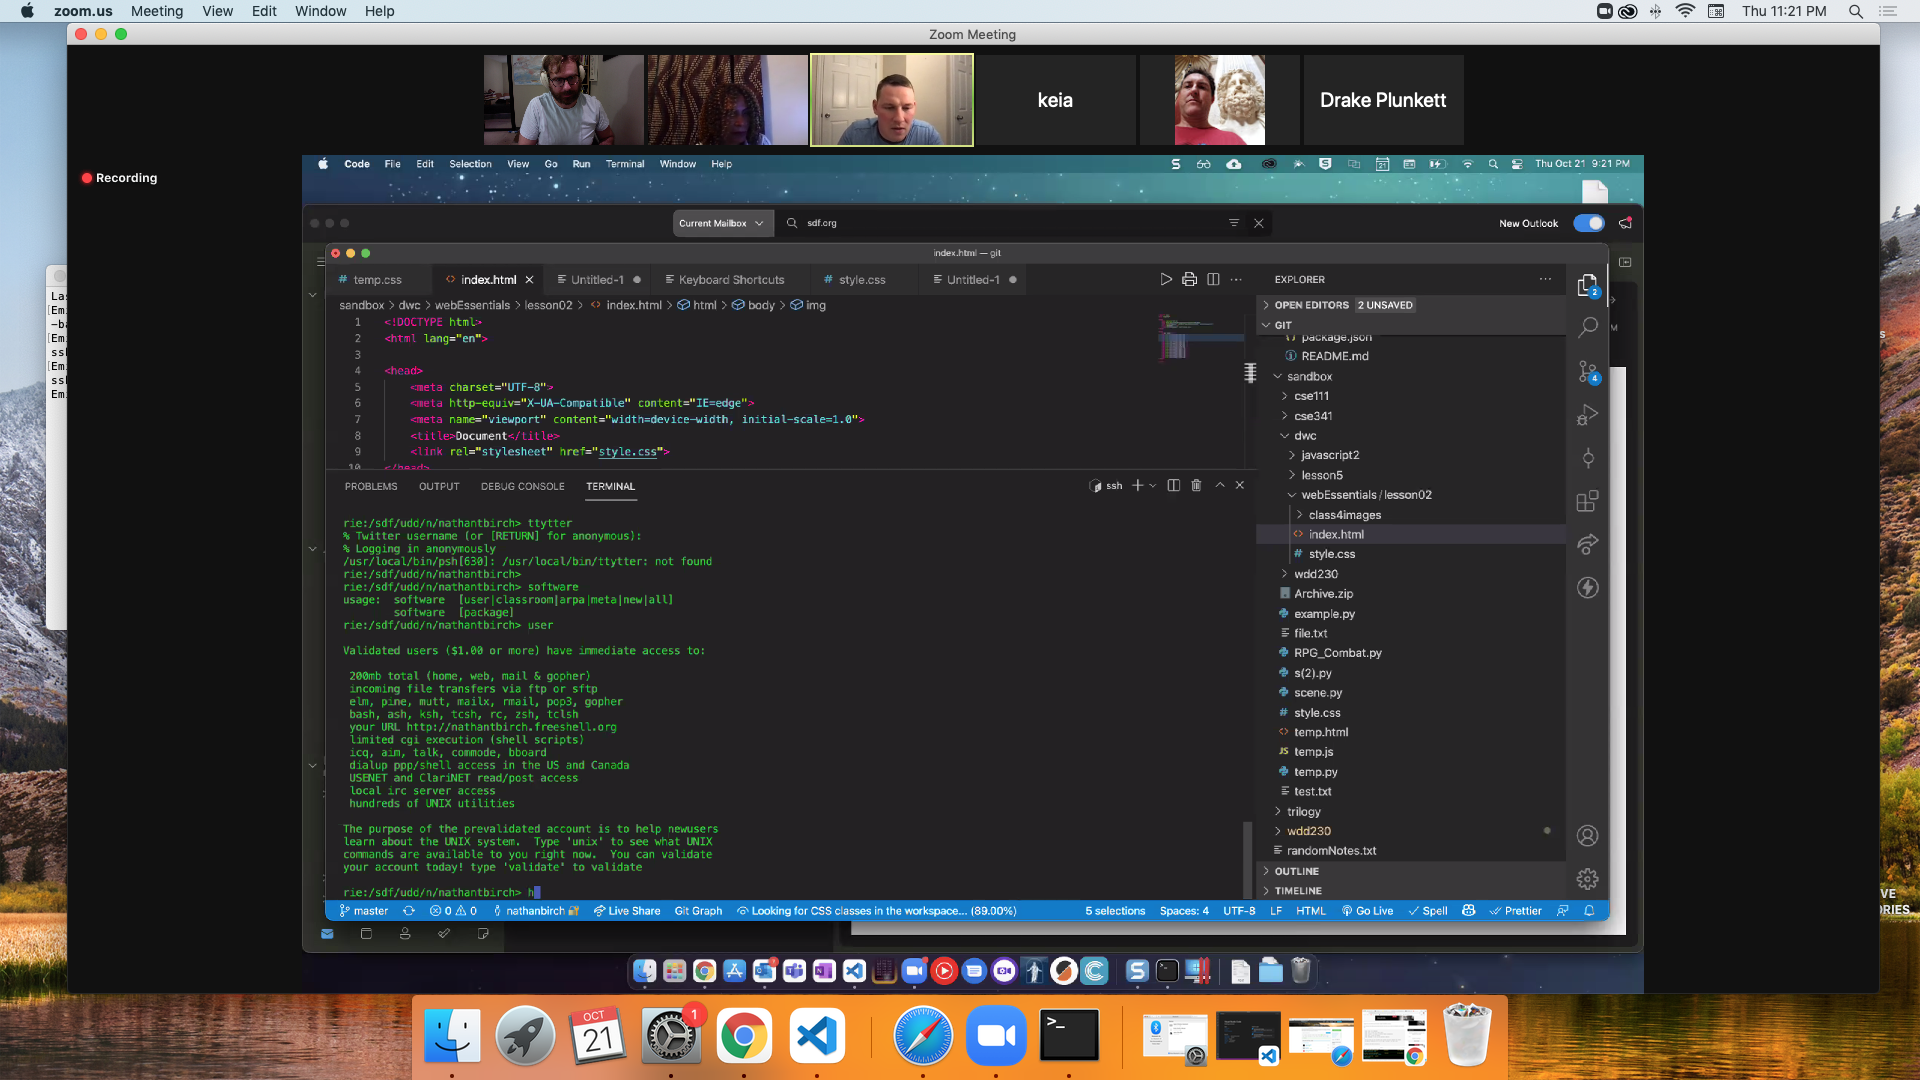 zoom.us Meeting View Edit Window Help
Thu 11:21 PM
Zoom Meeting
keia
Drake Plunkett
Recording
Code File Edit Selection View Go Run Terminal Window Help
Thu Oct 21 9:21 PM
Current Mailbox
sdf.org
New Outlook
index.html — git
# temp.css
<> index.html
Untitled-1
Keyboard Shortcuts
# style.css
Untitled-1
sandbox > dwc > webEssentials > lesson02 > <> index.html > html > body > img
1 <!DOCTYPE html>
2 <html lang="en">
3
4 <head>
5 <meta charset="UTF-8">
6 <meta http-equiv="X-UA-Compatible" content="IE=edge">
7 <meta name="viewport" content="width=device-width, initial-scale=1.0">
8 <title>Document</title>
9 <link rel="stylesheet" href="style.css">
10 </head>
PROBLEMS OUTPUT DEBUG CONSOLE TERMINAL
ssh
rie:/sdf/udd/n/nathantbirch> ttytter
% Twitter username (or [RETURN] for anonymous):
% Logging in anonymously
/usr/local/bin/psh[630]: /usr/local/bin/ttytter: not found
rie:/sdf/udd/n/nathantbirch>
rie:/sdf/udd/n/nathantbirch> software
usage: software [user|classroom|arpa|meta|new|all]
software [package]
rie:/sdf/udd/n/nathantbirch> user
Validated users ($1.00 or more) have immediate access to:
200mb total (home, web, mail & gopher)
incoming file transfers via ftp or sftp
elm, pine, mutt, mailx, rmail, pop3, gopher
bash, ash, ksh, tcsh, rc, zsh, tclsh
your URL http://nathantbirch.freeshell.org
limited cgi execution (shell scripts)
icq, aim, talk, commode, bboard
dialup ppp/shell access in the US and Canada
USENET and ClariNET read/post access
local irc server access
hundreds of UNIX utilities
The purpose of the prevalidated account is to help newusers
learn about the UNIX system. Type 'unix' to see what UNIX
commands are available to you right now. You can validate
your account today! type 'validate' to validate
rie:/sdf/udd/n/nathantbirch> h
EXPLORER
OPEN EDITORS 2 UNSAVED
GIT
package.json
README.md
sandbox
cse111
cse341
dwc
javascript2
lesson5
webEssentials / lesson02
class4images
<> index.html
# style.css
wdd230
Archive.zip
example.py
file.txt
RPG_Combat.py
s(2).py
scene.py
# style.css
<> temp.html
JS temp.js
temp.py
test.txt
trilogy
wdd230
randomNotes.txt
OUTLINE
TIMELINE
2
4
master
0 0
nathanbirch
Live Share
Git Graph
Looking for CSS classes in the workspace... (89.00%)
5 selections
Spaces: 4
UTF-8
LF
HTML
Go Live
Spell
Prettier
Las
[Emi
-ba
[Emi
ssh
[Emi
ssh
Emi
VE
ORIES
OCT
21
1